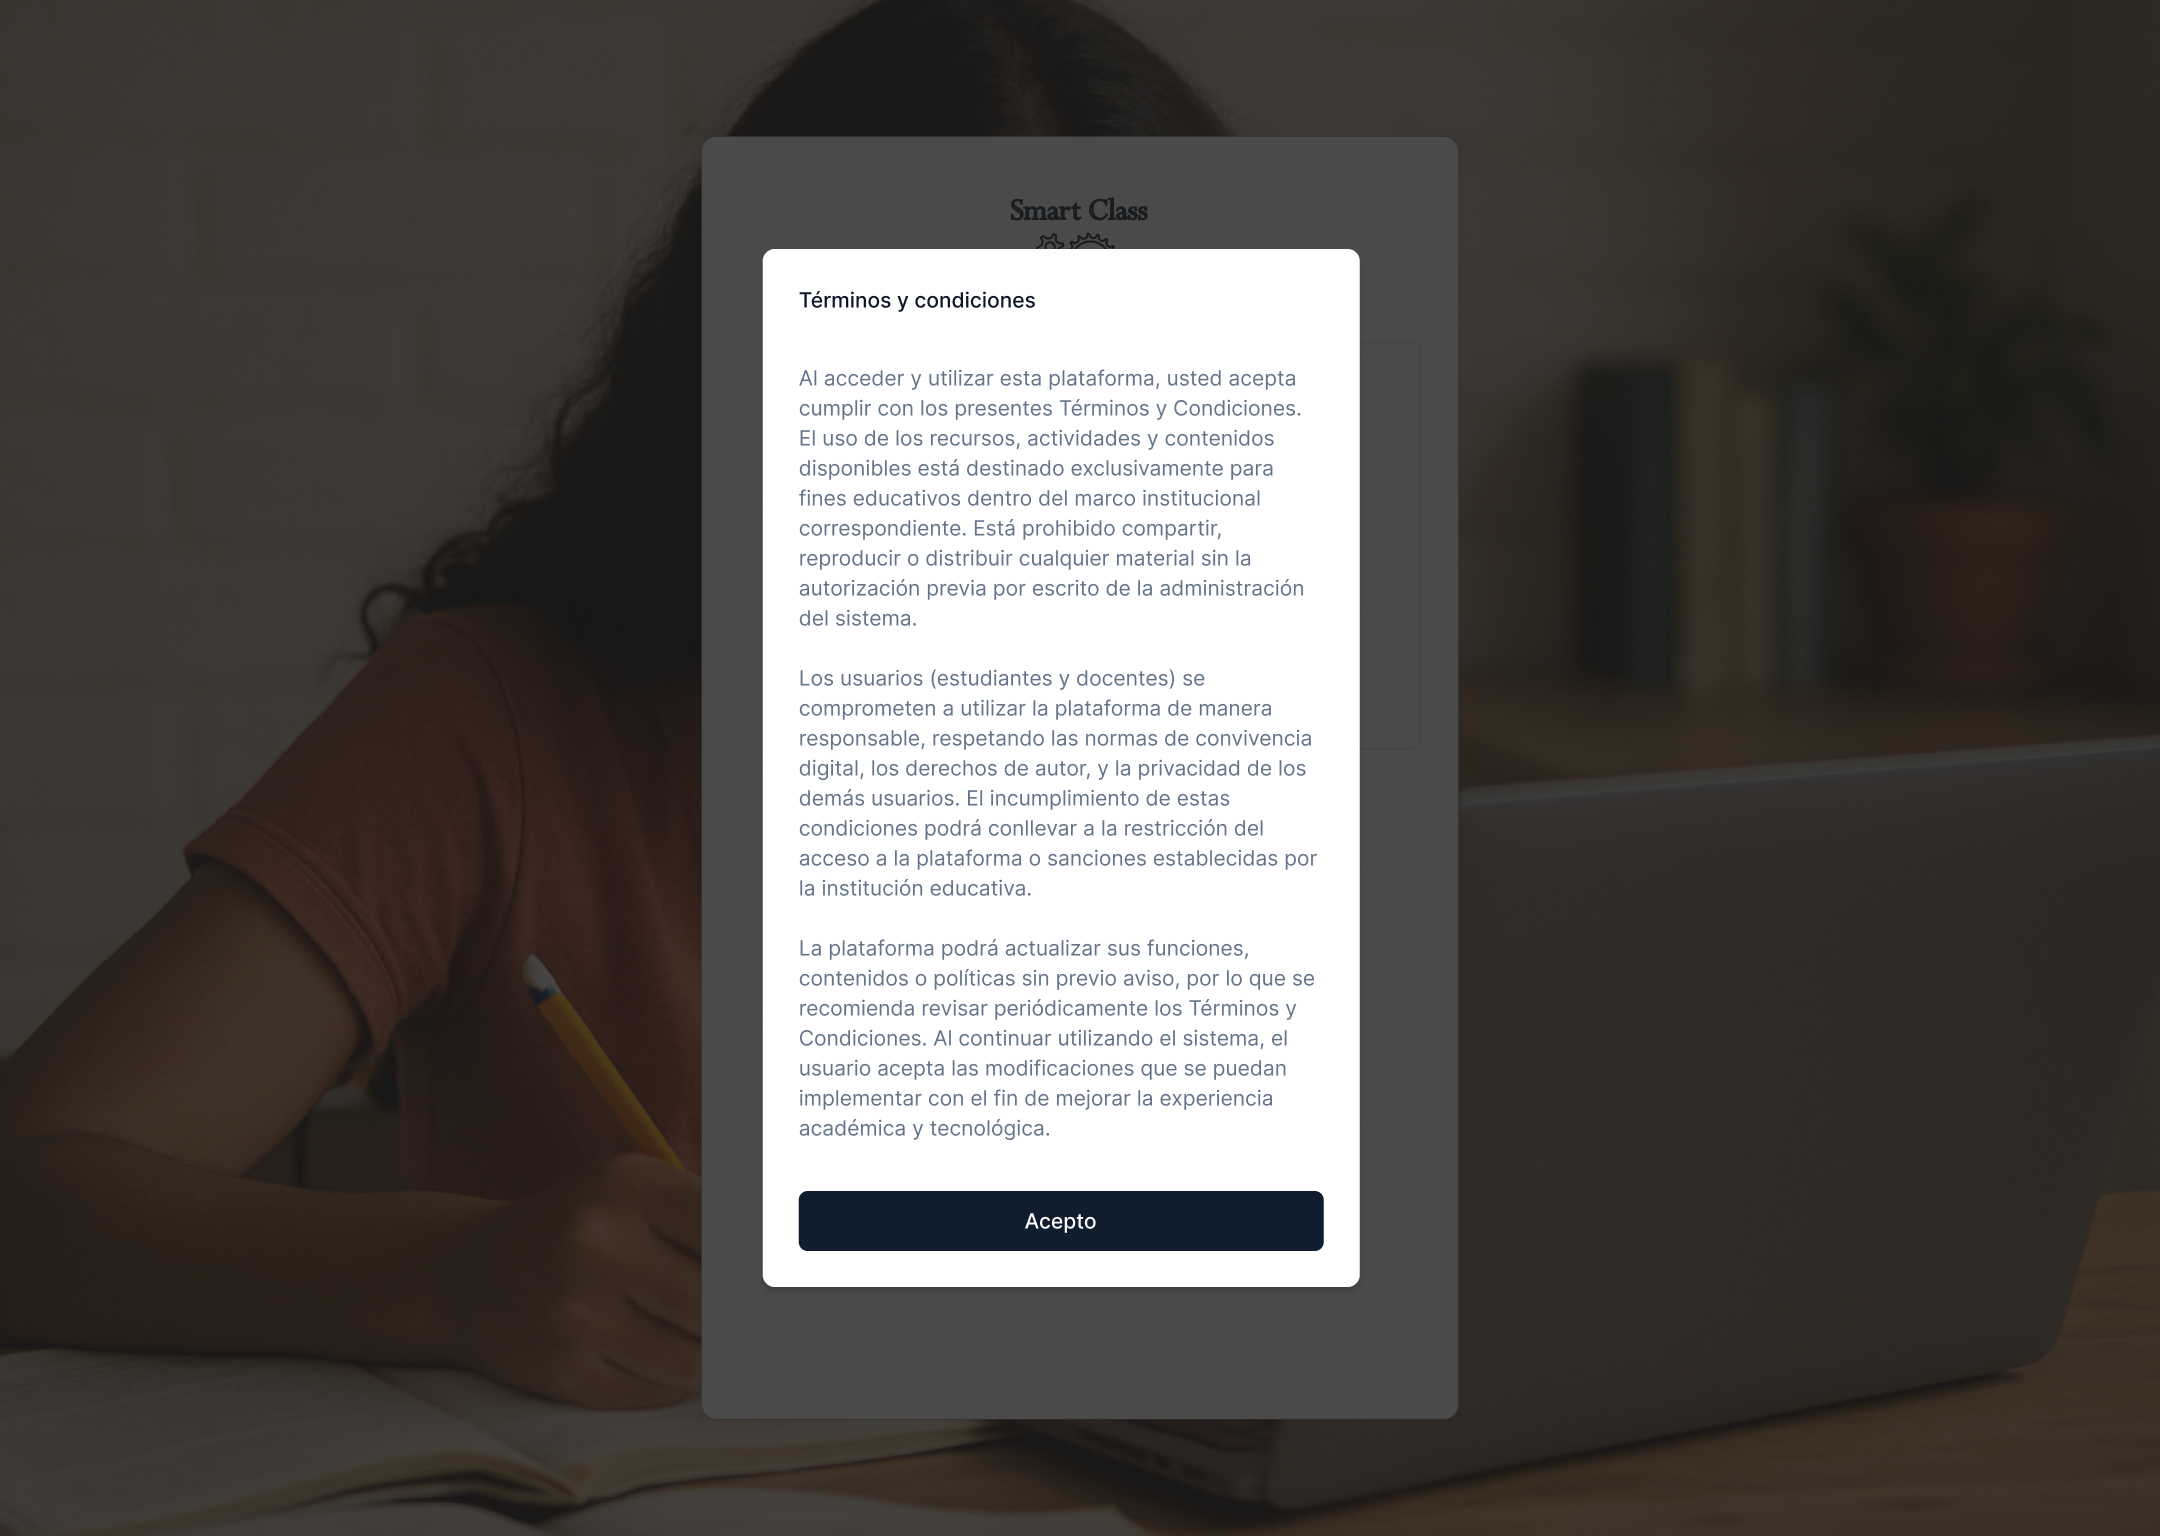 Smart Class
Términos y condiciones
Al acceder y utilizar esta plataforma, usted acepta
cumplir con los presentes Términos y Condiciones.
El uso de los recursos, actividades y contenidos
disponibles está destinado exclusivamente para
fines educativos dentro del marco institucional
correspondiente. Está prohibido compartir,
reproducir o distribuir cualquier material sin la
autorización previa por escrito de la administración
del sistema.
Los usuarios (estudiantes y docentes) se
comprometen a utilizar la plataforma de manera
responsable, respetando las normas de convivencia
digital, los derechos de autor, y la privacidad de los
demás usuarios. El incumplimiento de estas
condiciones podrá conllevar a la restricción del
acceso a la plataforma o sanciones establecidas por
la institución educativa.
La plataforma podrá actualizar sus funciones,
contenidos o políticas sin previo aviso, por lo que se
recomienda revisar periódicamente los Términos y
Condiciones. Al continuar utilizando el sistema, el
usuario acepta las modificaciones que se puedan
implementar con el fin de mejorar la experiencia
académica y tecnológica.
Acepto